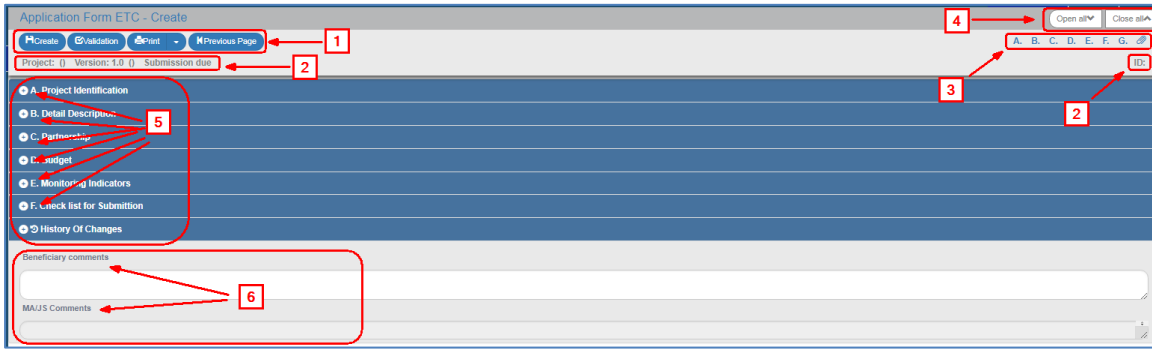 Application Form ETC - Create
4
Open all
Close all
Create
Validation
Print
Previous Page
1
A. B. C. D. E. F. G.
Project: () Version: 1.0 () Submission due
2
ID:
3
2
A. Project Identification
B. Detail Description
5
C. Partnership
D. Budget
E. Monitoring Indicators
F. Check list for Submittion
History Of Changes
Beneficiary comments
6
MA/JS Comments